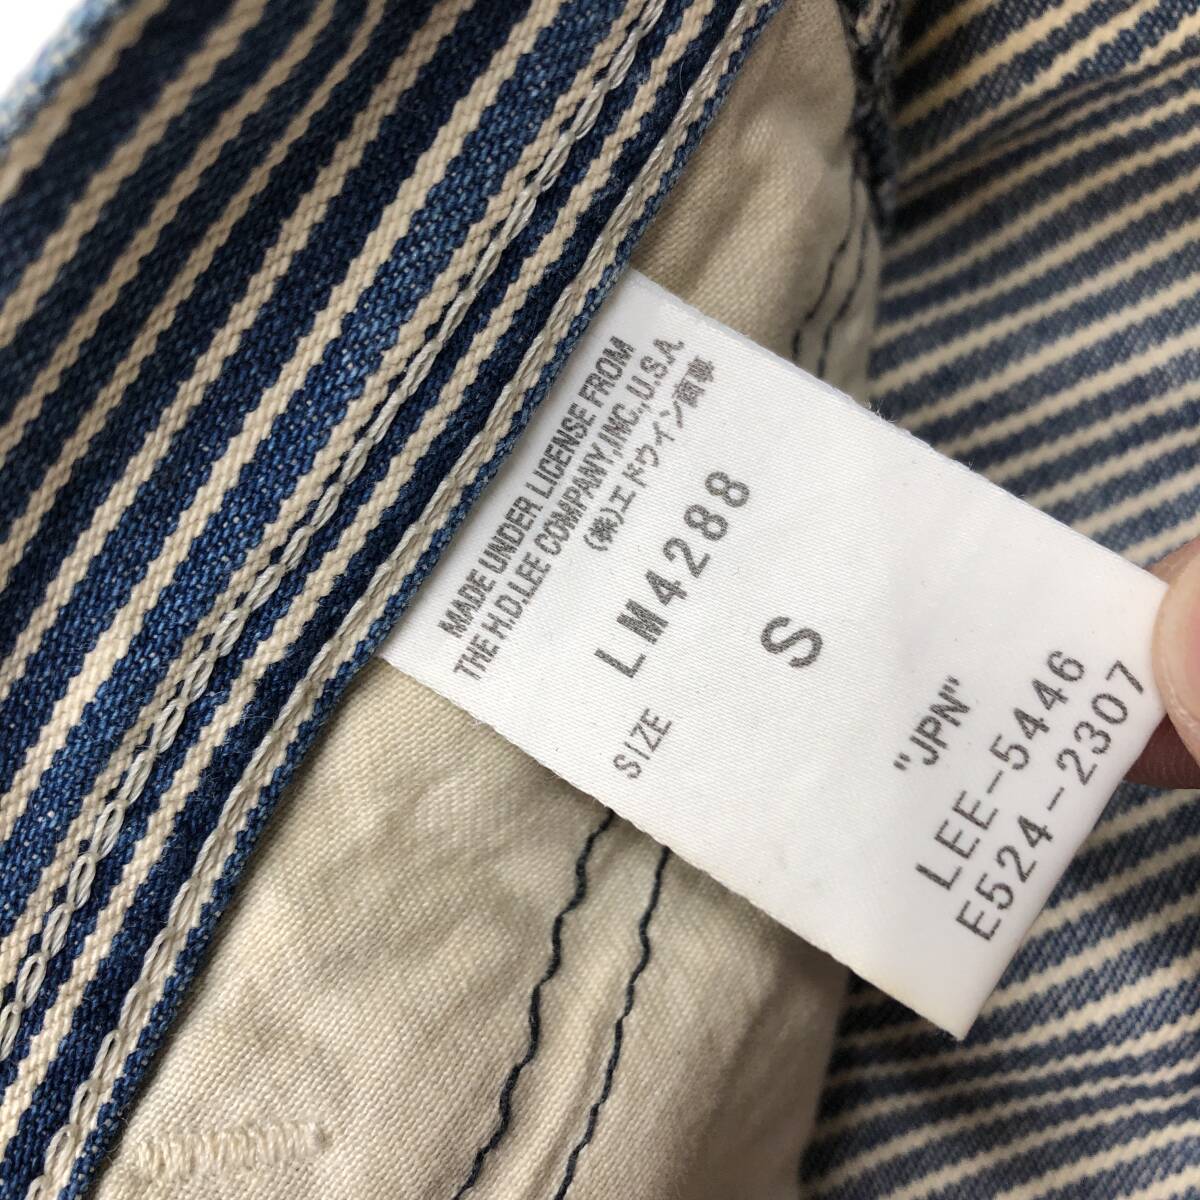 MADE UNDER LICENSE FROM
THE H.D.LEE COMPANY,INC.,U.S.A.
(株)エドウイン商事
LM4288
SIZE S
"JPN"
LEE-5446
E524-2307